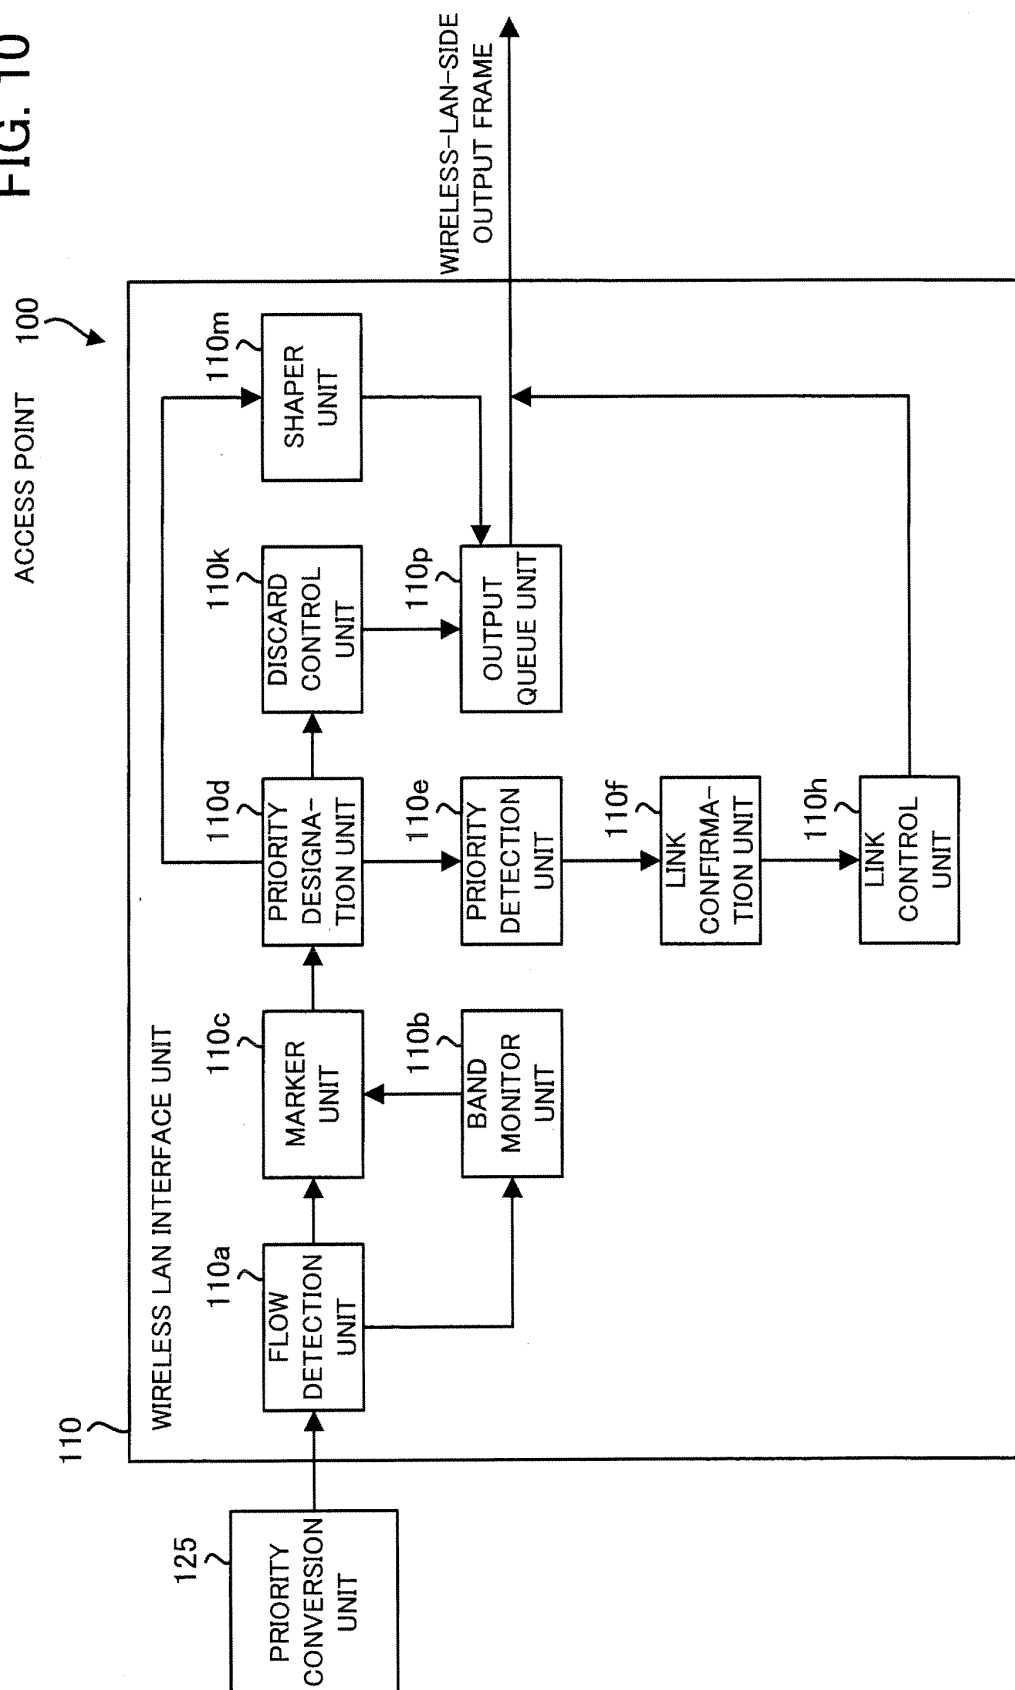 FIG. 10
ACCESS POINT 100
110
WIRELESS LAN INTERFACE UNIT
125
PRIORITY
CONVERSION
UNIT
110a
FLOW
DETECTION
UNIT
110c
MARKER
UNIT
110b
BAND
MONITOR
UNIT
110d
PRIORITY
DESIGNA-
TION UNIT
110e
PRIORITY
DETECTION
UNIT
110f
LINK
CONFIRMA-
TION UNIT
110h
LINK
CONTROL
UNIT
110k
DISCARD
CONTROL
UNIT
110p
OUTPUT
QUEUE UNIT
110m
SHAPER
UNIT
WIRELESS-LAN-SIDE
OUTPUT FRAME